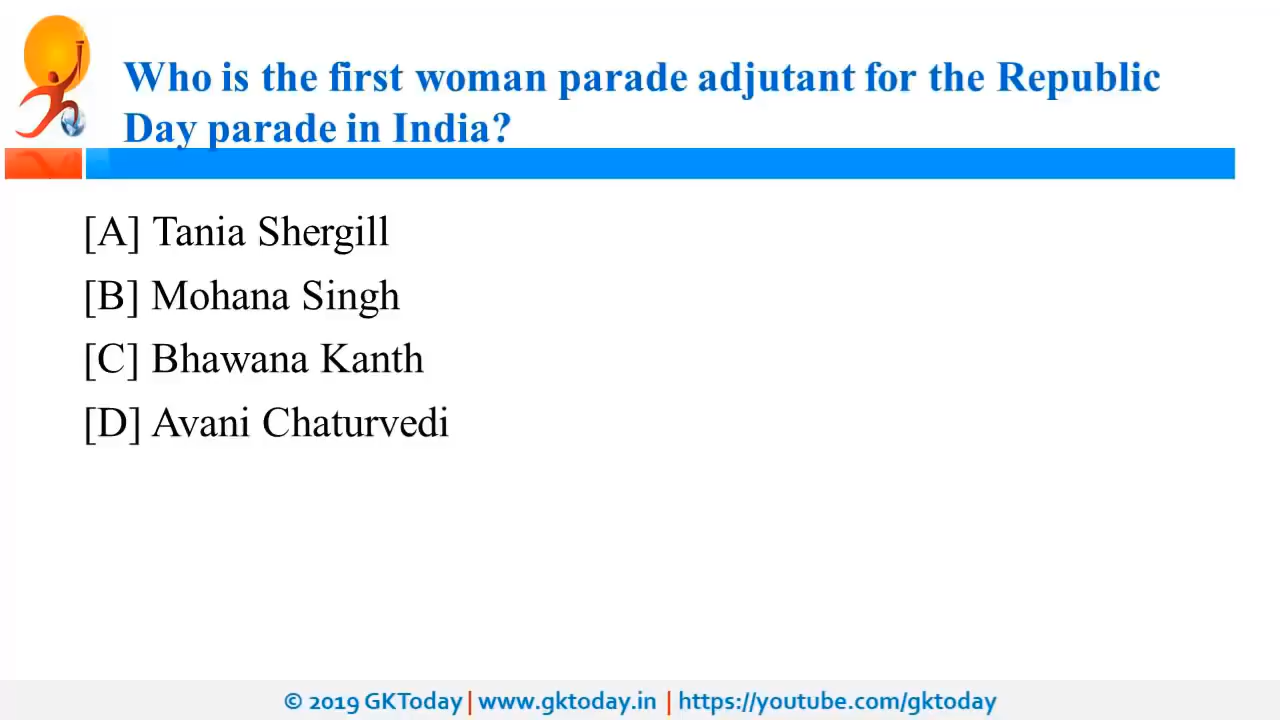 Who is the first woman parade adjutant for the Republic
Day parade in India?
[A] Tania Shergill
[B] Mohana Singh
[C] Bhawana Kanth
[D] Avani Chaturvedi
© 2019 GKToday | www.gktoday.in | https://youtube.com/gktoday